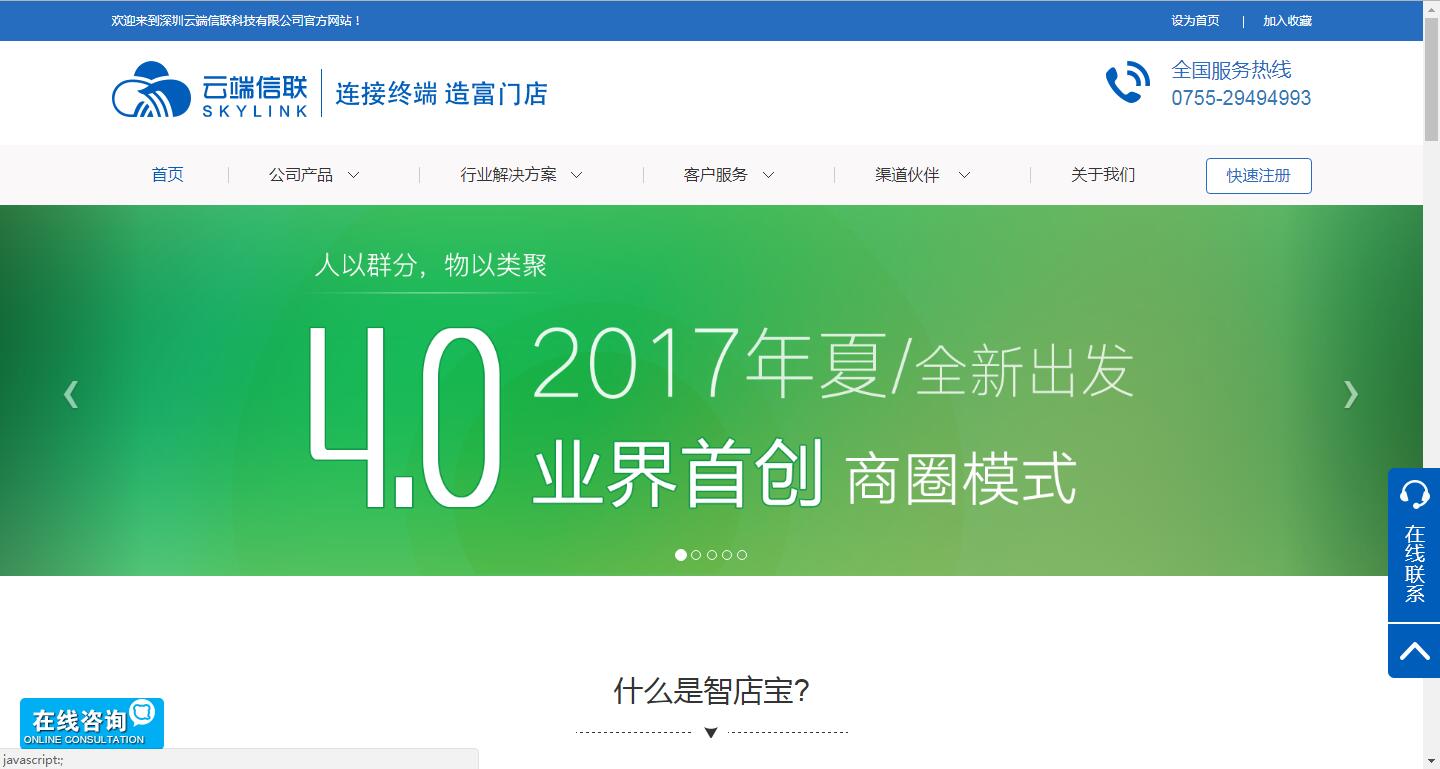 欢迎来到深圳云端信联科技有限公司官方网站！
设为首页 | 加入收藏
云端信联
SKYLINK
连接终端 造富门店
全国服务热线
0755-29494993
首页
公司产品
行业解决方案
客户服务
渠道伙伴
关于我们
快速注册
人以群分，物以类聚
4.0
2017年夏/全新出发
业界首创 商圈模式
在线联系
什么是智店宝?
在线咨询
ONLINE CONSULTATION
javascript:;